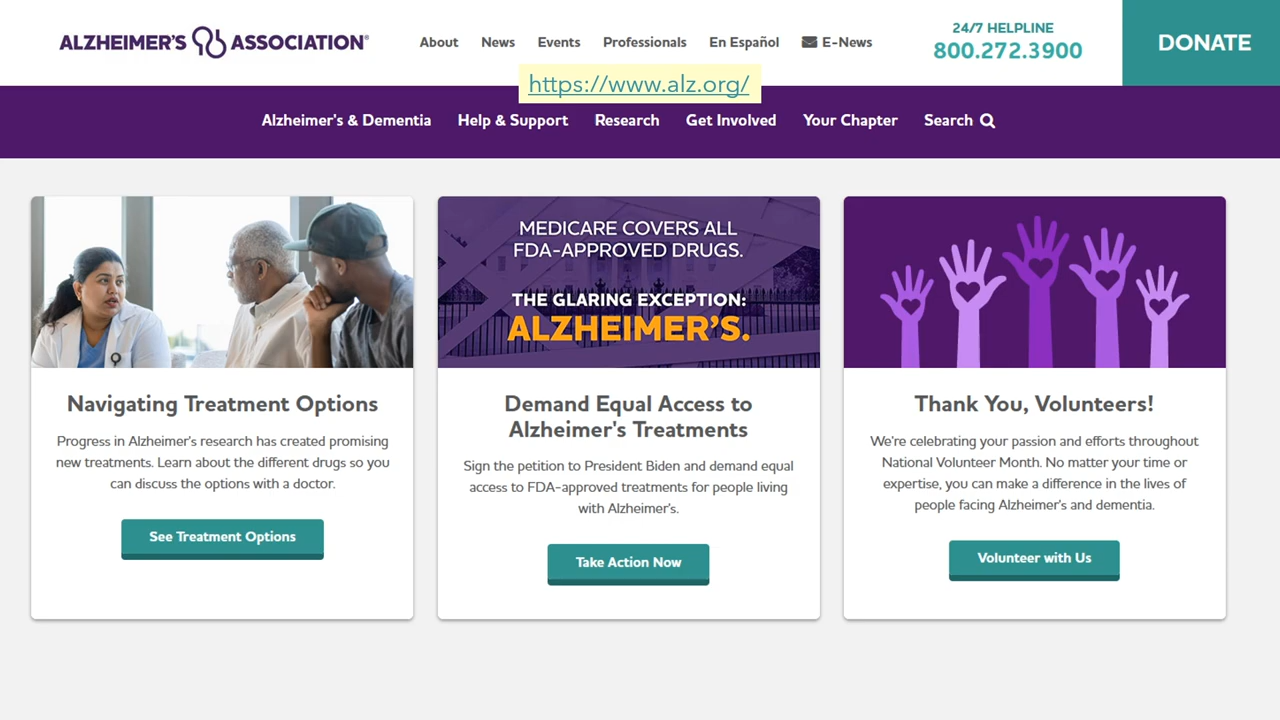 ALZHEIMER'S ASSOCIATION®
About News Events Professionals En Español E-News
24/7 HELPLINE
800.272.3900
DONATE
https://www.alz.org/
Alzheimer's & Dementia Help & Support Research Get Involved Your Chapter Search
Navigating Treatment Options
Progress in Alzheimer's research has created promising
new treatments. Learn about the different drugs so you
can discuss the options with a doctor.
See Treatment Options
MEDICARE COVERS ALL
FDA-APPROVED DRUGS.
THE GLARING EXCEPTION:
ALZHEIMER'S.
Demand Equal Access to
Alzheimer's Treatments
Sign the petition to President Biden and demand equal
access to FDA-approved treatments for people living
with Alzheimer's.
Take Action Now
Thank You, Volunteers!
We're celebrating your passion and efforts throughout
National Volunteer Month. No matter your time or
expertise, you can make a difference in the lives of
people facing Alzheimer's and dementia.
Volunteer with Us